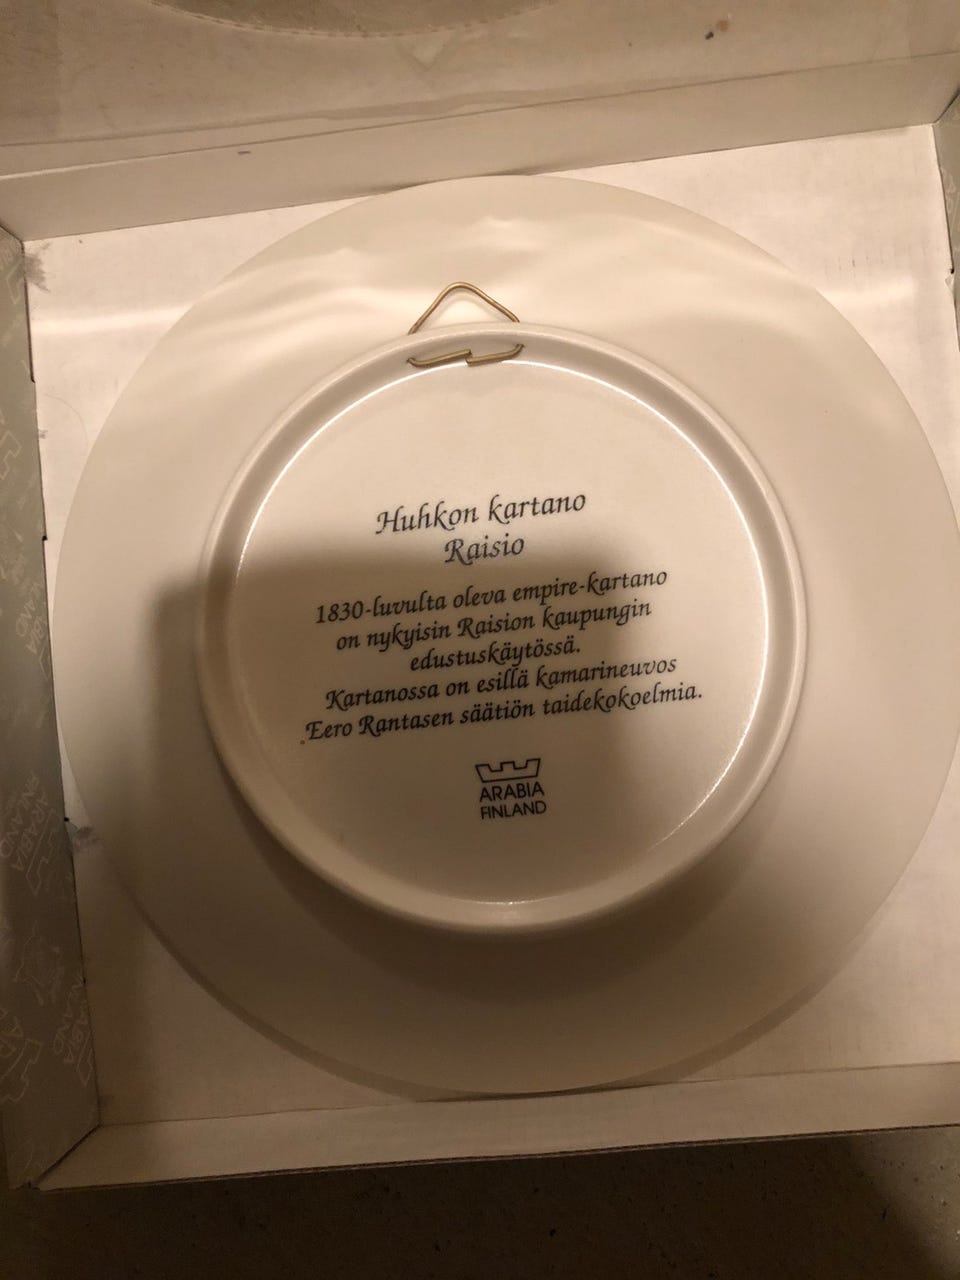 Huhkon kartano
Raisio
1830-luvulta oleva empire-kartano
on nykyisin Raision kaupungin
edustuskäytössä.
Kartanossa on esillä kamarineuvos
Eero Rantasen säätiön taidekokoelmia.
ARABIA
FINLAND